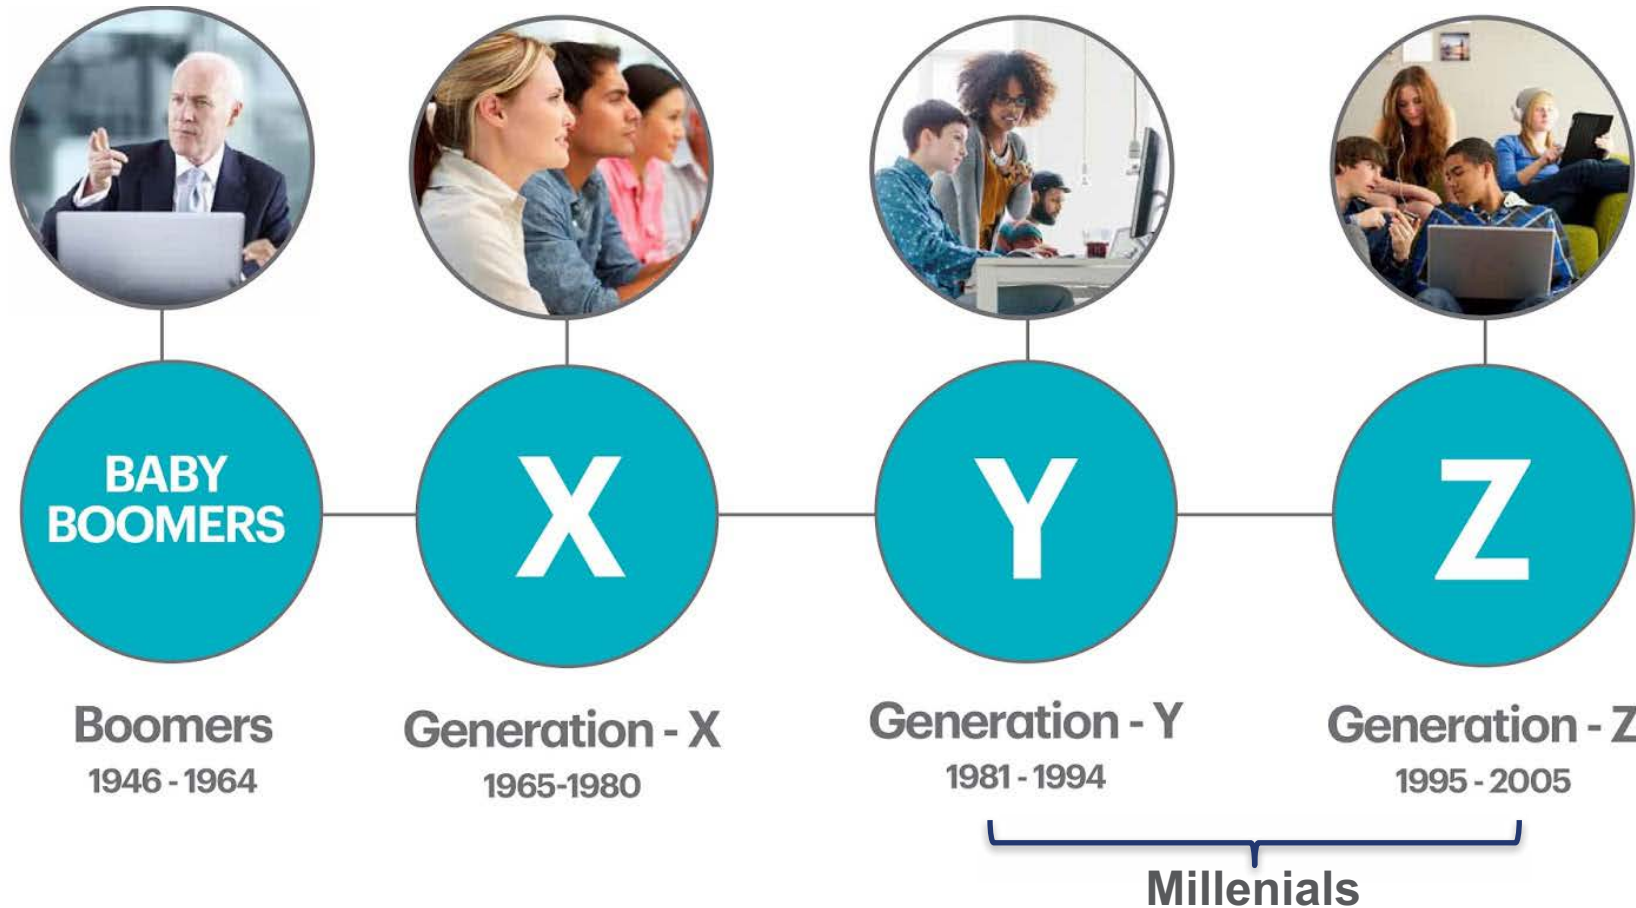 BABY
BOOMERS
X
Y
Z
Boomers
1946 - 1964
Generation - X
1965-1980
Generation - Y
1981 - 1994
Generation - Z
1995 - 2005
Millenials